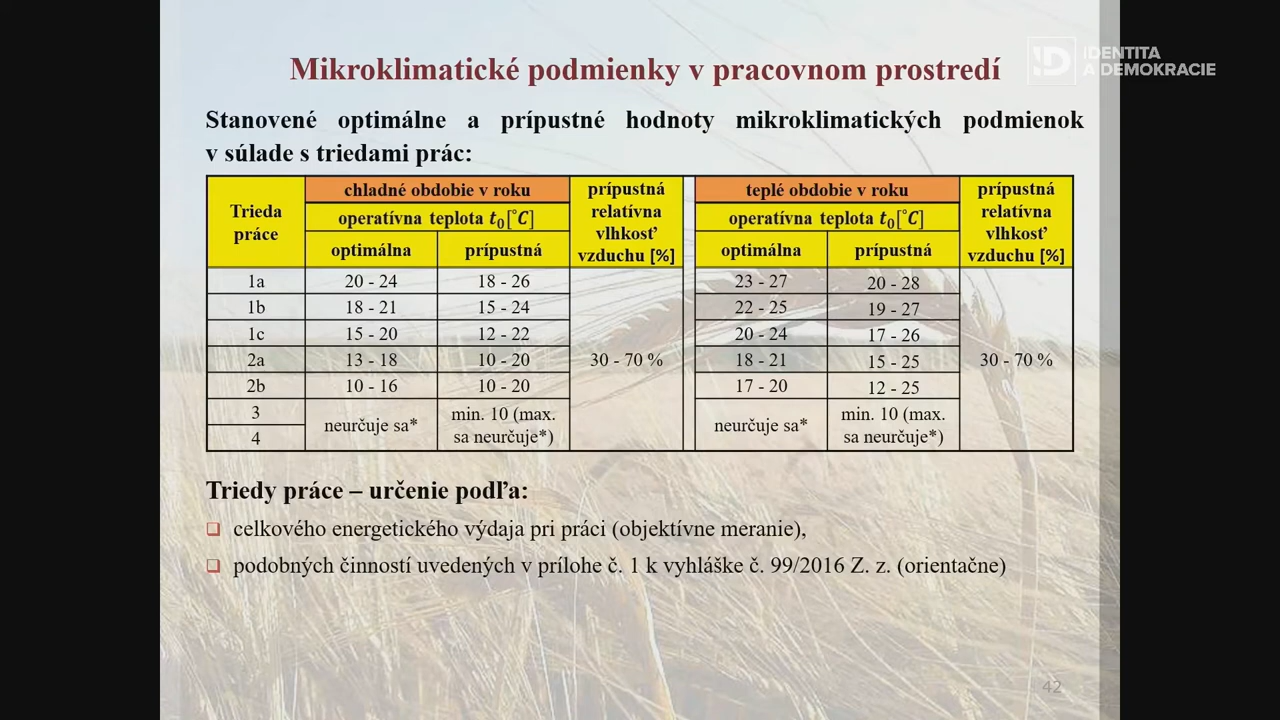 iDENTITA
A DEMOKRACIE
Mikroklimatické podmienky v pracovnom prostredí
Stanovené optimálne a prípustné hodnoty mikroklimatických podmienok
v súlade s triedami prác:
Trieda práce
chladné obdobie v roku
prípustná relatívna vlhkosť vzduchu [%]
teplé obdobie v roku
prípustná relatívna vlhkosť vzduchu [%]
operatívna teplota t₀[°C]
operatívna teplota t₀[°C]
optimálna prípustná optimálna prípustná
1a 20 - 24 18 - 26 23 - 27 20 - 28
1b 18 - 21 15 - 24 22 - 25 19 - 27
1c 15 - 20 12 - 22 20 - 24 17 - 26
2a 13 - 18 10 - 20 30 - 70 % 18 - 21 15 - 25 30 - 70 %
2b 10 - 16 10 - 20 17 - 20 12 - 25
3 neurčuje sa* min. 10 (max. neurčuje sa* min. 10 (max.
4 sa neurčuje*) sa neurčuje*)
Triedy práce – určenie podľa:
celkového energetického výdaja pri práci (objektívne meranie),
podobných činností uvedených v prílohe č. 1 k vyhláške č. 99/2016 Z. z. (orientačne)
42